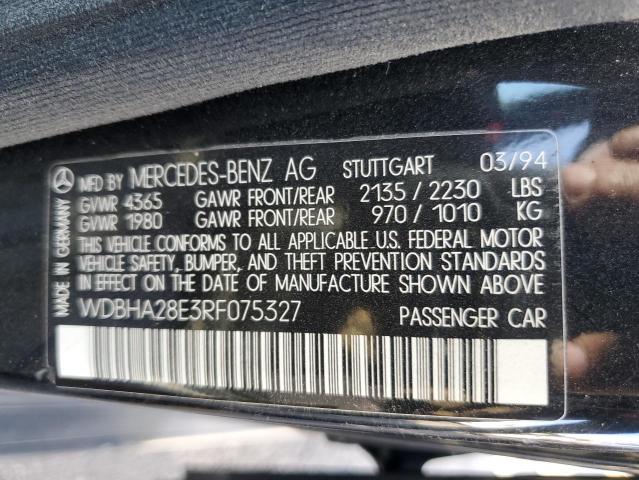 MFD BY MERCEDES-BENZ AG STUTTGART 03/94
GVWR 4365 GAWR FRONT/REAR 2135 / 2230 LBS
GVWR 1980 GAWR FRONT/REAR 970 / 1010 KG
THIS VEHICLE CONFORMS TO ALL APPLICABLE U.S. FEDERAL MOTOR
VEHICLE SAFETY, BUMPER, AND THEFT PREVENTION STANDARDS
IN EFFECT ON THE DATE OF MANUFACTURE SHOWN ABOVE
WDBHA28E3RF075327 PASSENGER CAR
MADE IN GERMANY